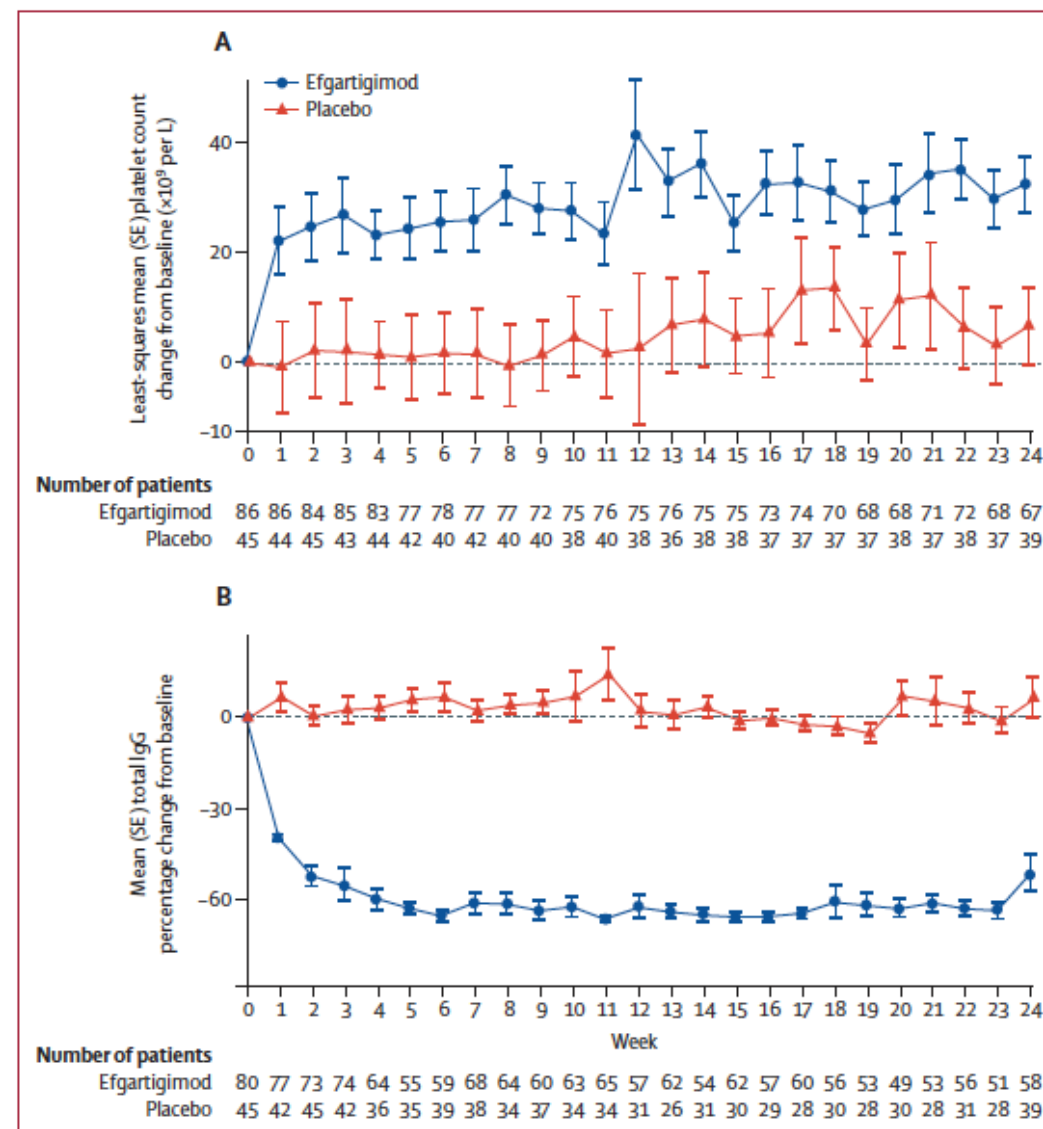 A
Efgartigimod
Placebo
Least-squares mean (SE) platelet count
change from baseline (×10⁹ per L)
40
20
0
–10
0 1 2 3 4 5 6 7 8 9 10 11 12 13 14 15 16 17 18 19 20 21 22 23 24
Number of patients
Efgartigimod 86 86 84 85 83 77 78 77 77 72 75 76 75 76 75 75 73 74 70 68 68 71 72 68 67
Placebo 45 44 45 43 44 42 40 42 40 40 38 40 38 36 38 38 37 37 37 37 38 37 38 37 39
B
Mean (SE) total IgG
percentage change from baseline
0
–30
–60
0 1 2 3 4 5 6 7 8 9 10 11 12 13 14 15 16 17 18 19 20 21 22 23 24
Week
Number of patients
Efgartigimod 80 77 73 74 64 55 59 68 64 60 63 65 57 62 54 62 57 60 56 53 49 53 56 51 58
Placebo 45 42 45 42 36 35 39 38 34 37 34 34 31 26 31 30 29 28 30 28 30 28 31 28 39